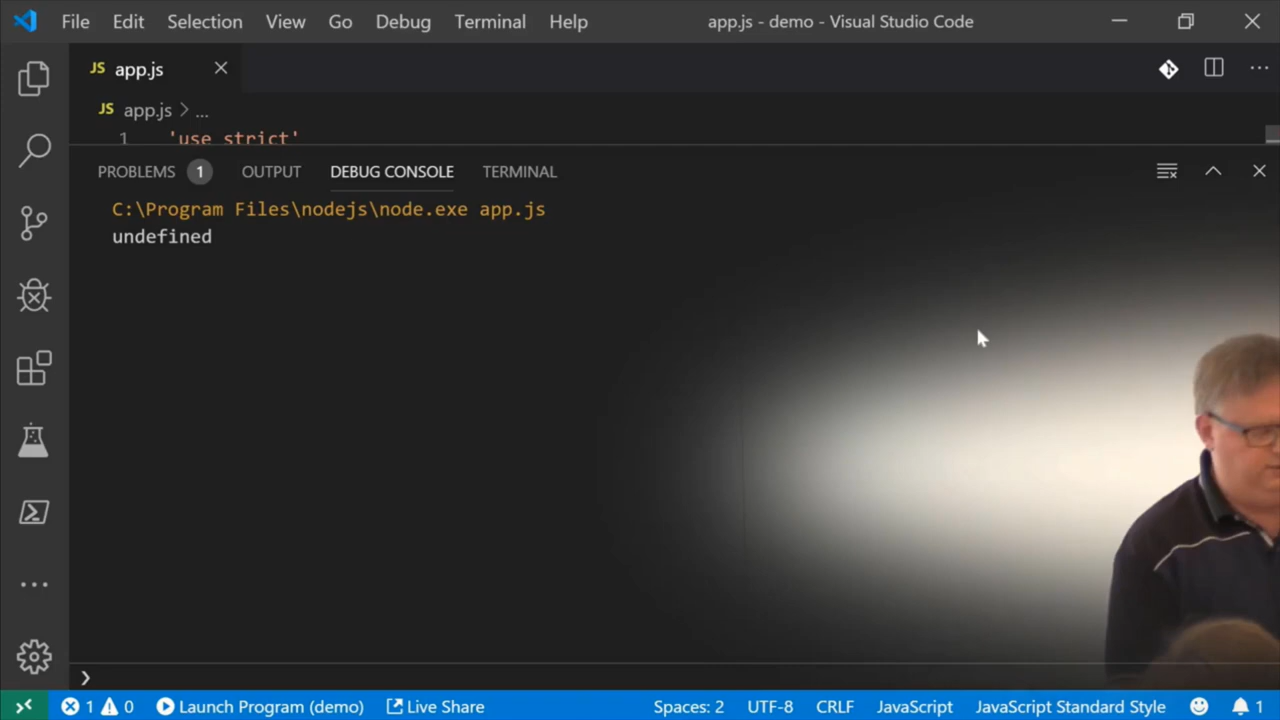 File Edit Selection View Go Debug Terminal Help app.js - demo - Visual Studio Code
JS app.js
JS app.js > ...
1 'use strict'
PROBLEMS 1 OUTPUT DEBUG CONSOLE TERMINAL
C:\Program Files\nodejs\node.exe app.js
undefined
1 0 Launch Program (demo) Live Share Spaces: 2 UTF-8 CRLF JavaScript JavaScript Standard Style 1